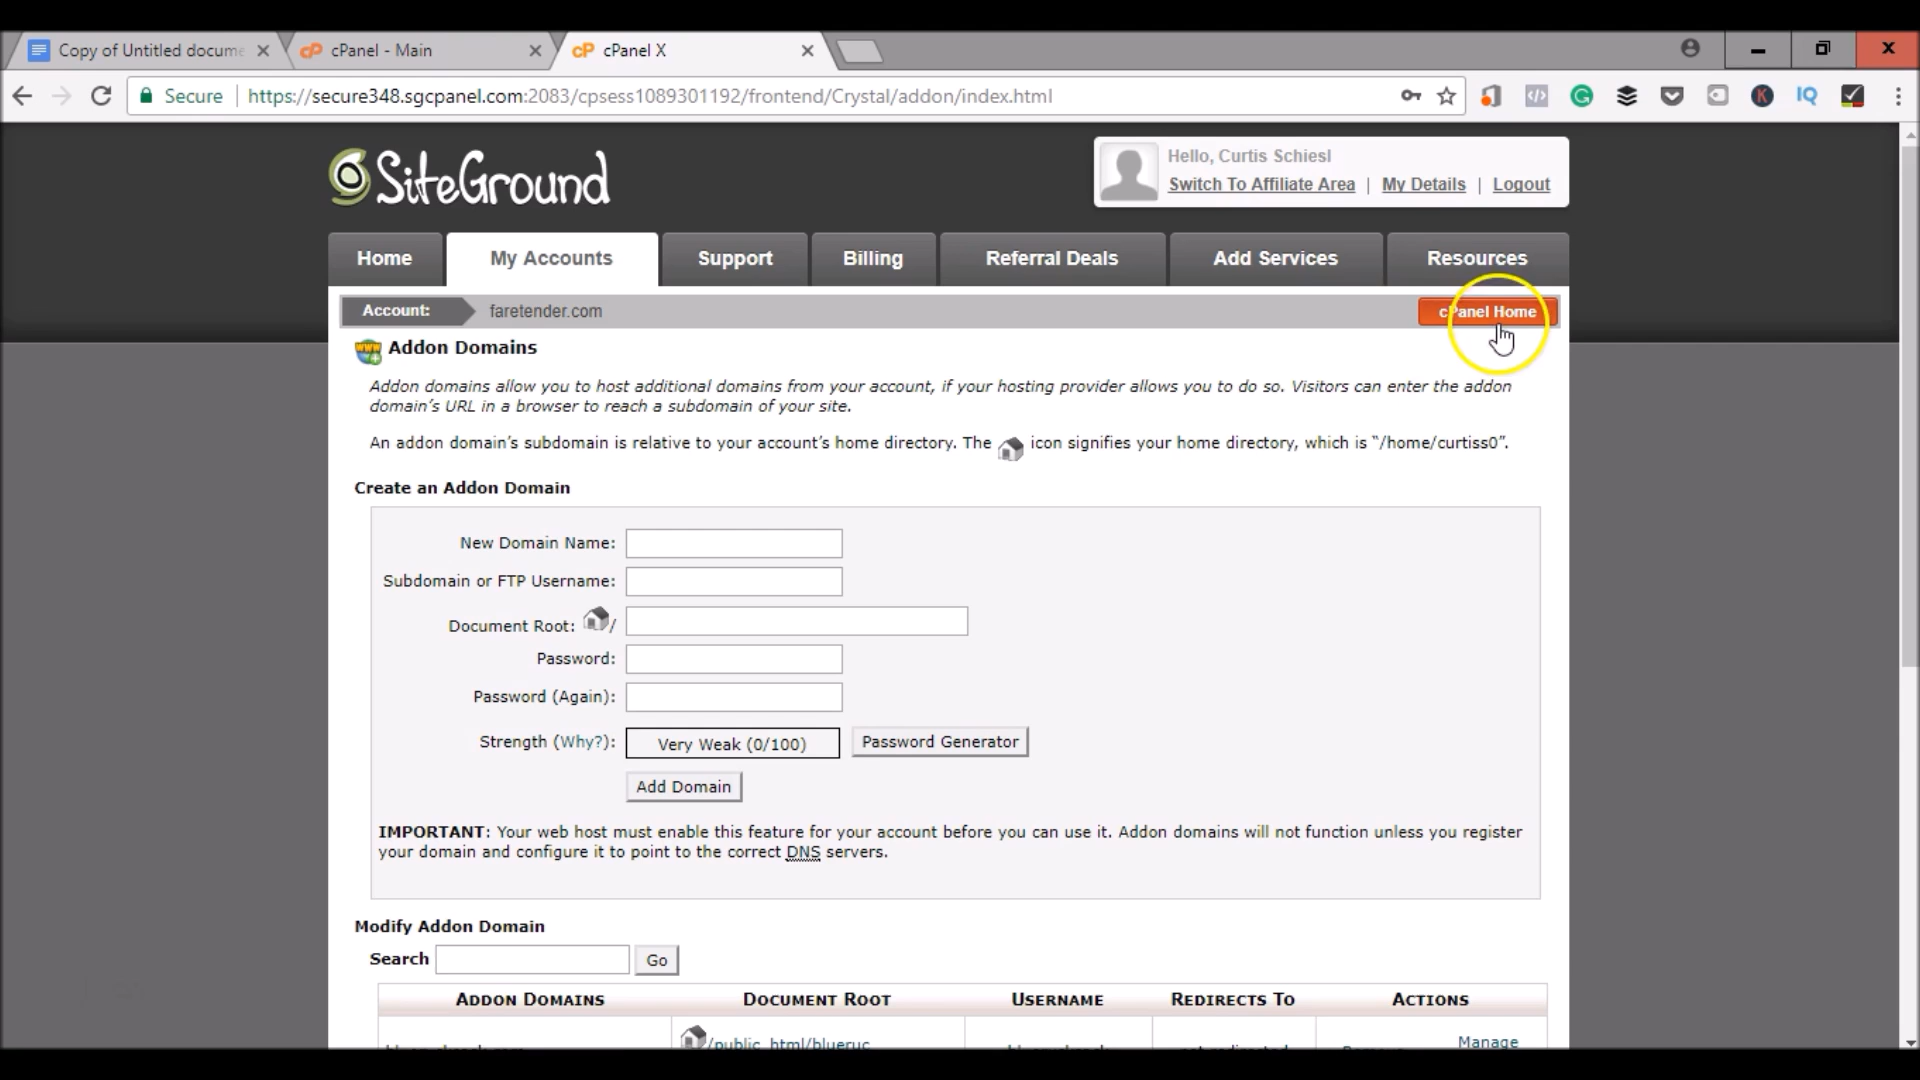 Copy of Untitled docume
cPanel - Main
cPanel X
Secure
https://secure348.sgcpanel.com:2083/cpsess1089301192/frontend/Crystal/addon/index.html
SiteGround
Hello, Curtis Schiesl
Switch To Affiliate Area | My Details | Logout
Home
My Accounts
Support
Billing
Referral Deals
Add Services
Resources
Account:
faretender.com
cPanel Home
Addon Domains
Addon domains allow you to host additional domains from your account, if your hosting provider allows you to do so. Visitors can enter the addon
domain's URL in a browser to reach a subdomain of your site.
An addon domain's subdomain is relative to your account's home directory. The icon signifies your home directory, which is "/home/curtiss0".
Create an Addon Domain
New Domain Name:
Subdomain or FTP Username:
Document Root: /
Password:
Password (Again):
Strength (Why?):
Very Weak (0/100)
Password Generator
Add Domain
IMPORTANT: Your web host must enable this feature for your account before you can use it. Addon domains will not function unless you register
your domain and configure it to point to the correct DNS servers.
Modify Addon Domain
Search
Go
Addon Domains
Document Root
Username
Redirects To
Actions
/public_html/blueruc
Manage